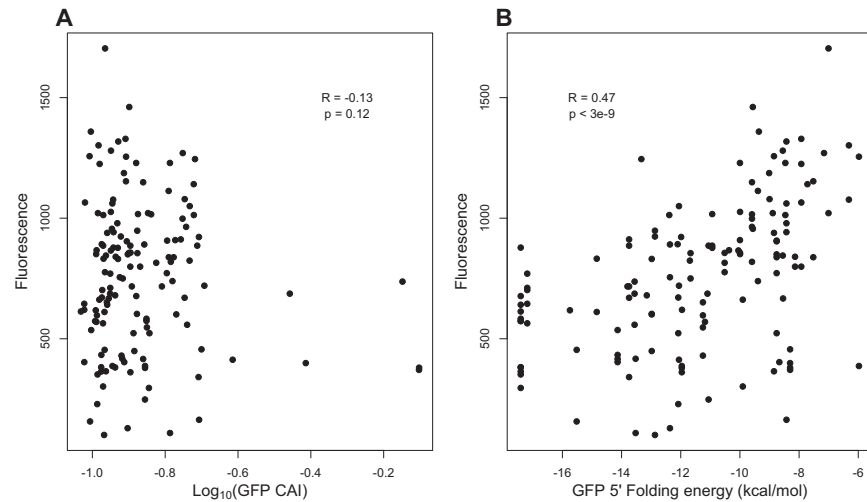 A
Fluorescence
1500
1000
500
R = -0.13
p = 0.12
-1.0 -0.8 -0.6 -0.4 -0.2
Log10(GFP CAI)
B
Fluorescence
1500
1000
500
R = 0.47
p < 3e-9
-16 -14 -12 -10 -8 -6
GFP 5' Folding energy (kcal/mol)